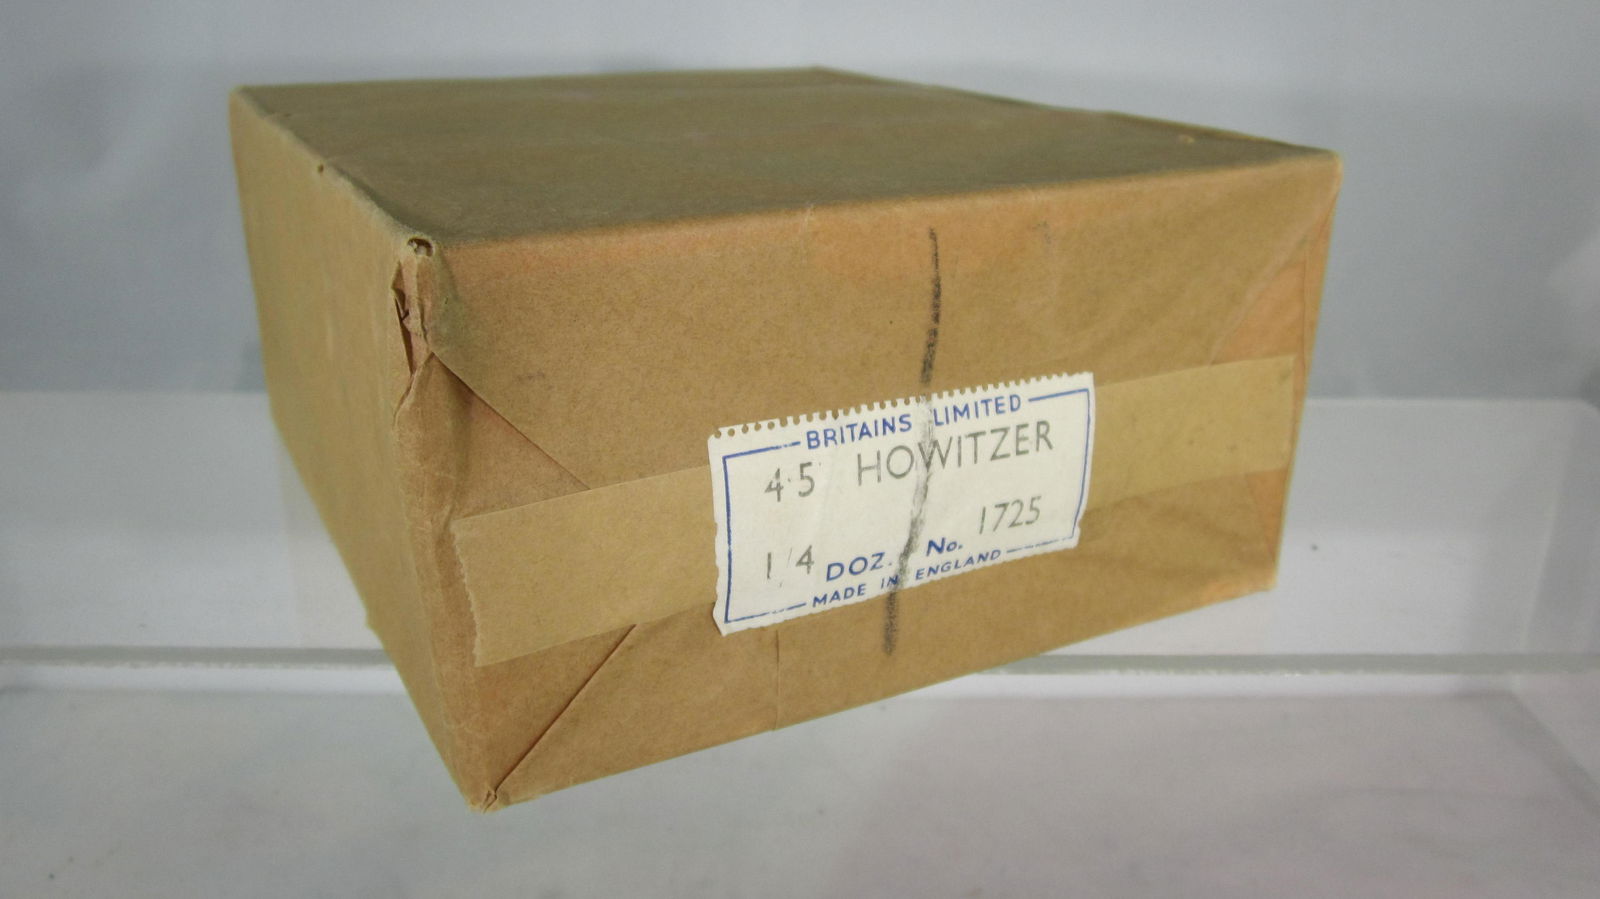 BRITAINS LIMITED
4·5 HOWITZER
1/4 DOZ. No. 1725
MADE IN ENGLAND